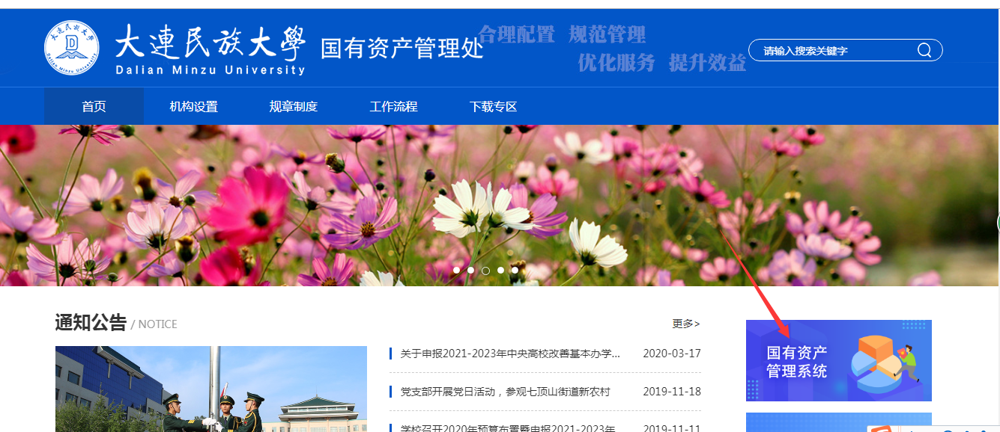 大連民族大學
Dalian Minzu University
国有资产管理处
合理配置 规范管理
优化服务 提升效益
请输入搜索关键字
首页 机构设置 规章制度 工作流程 下载专区
通知公告 / NOTICE
更多>
关于申报2021-2023年中央高校改善基本办学... 2020-03-17
党支部开展党日活动，参观七顶山街道新农村 2019-11-18
学校召开2020年预算布置暨申报2021-2023年 2019-11-11
国有资产
管理系统